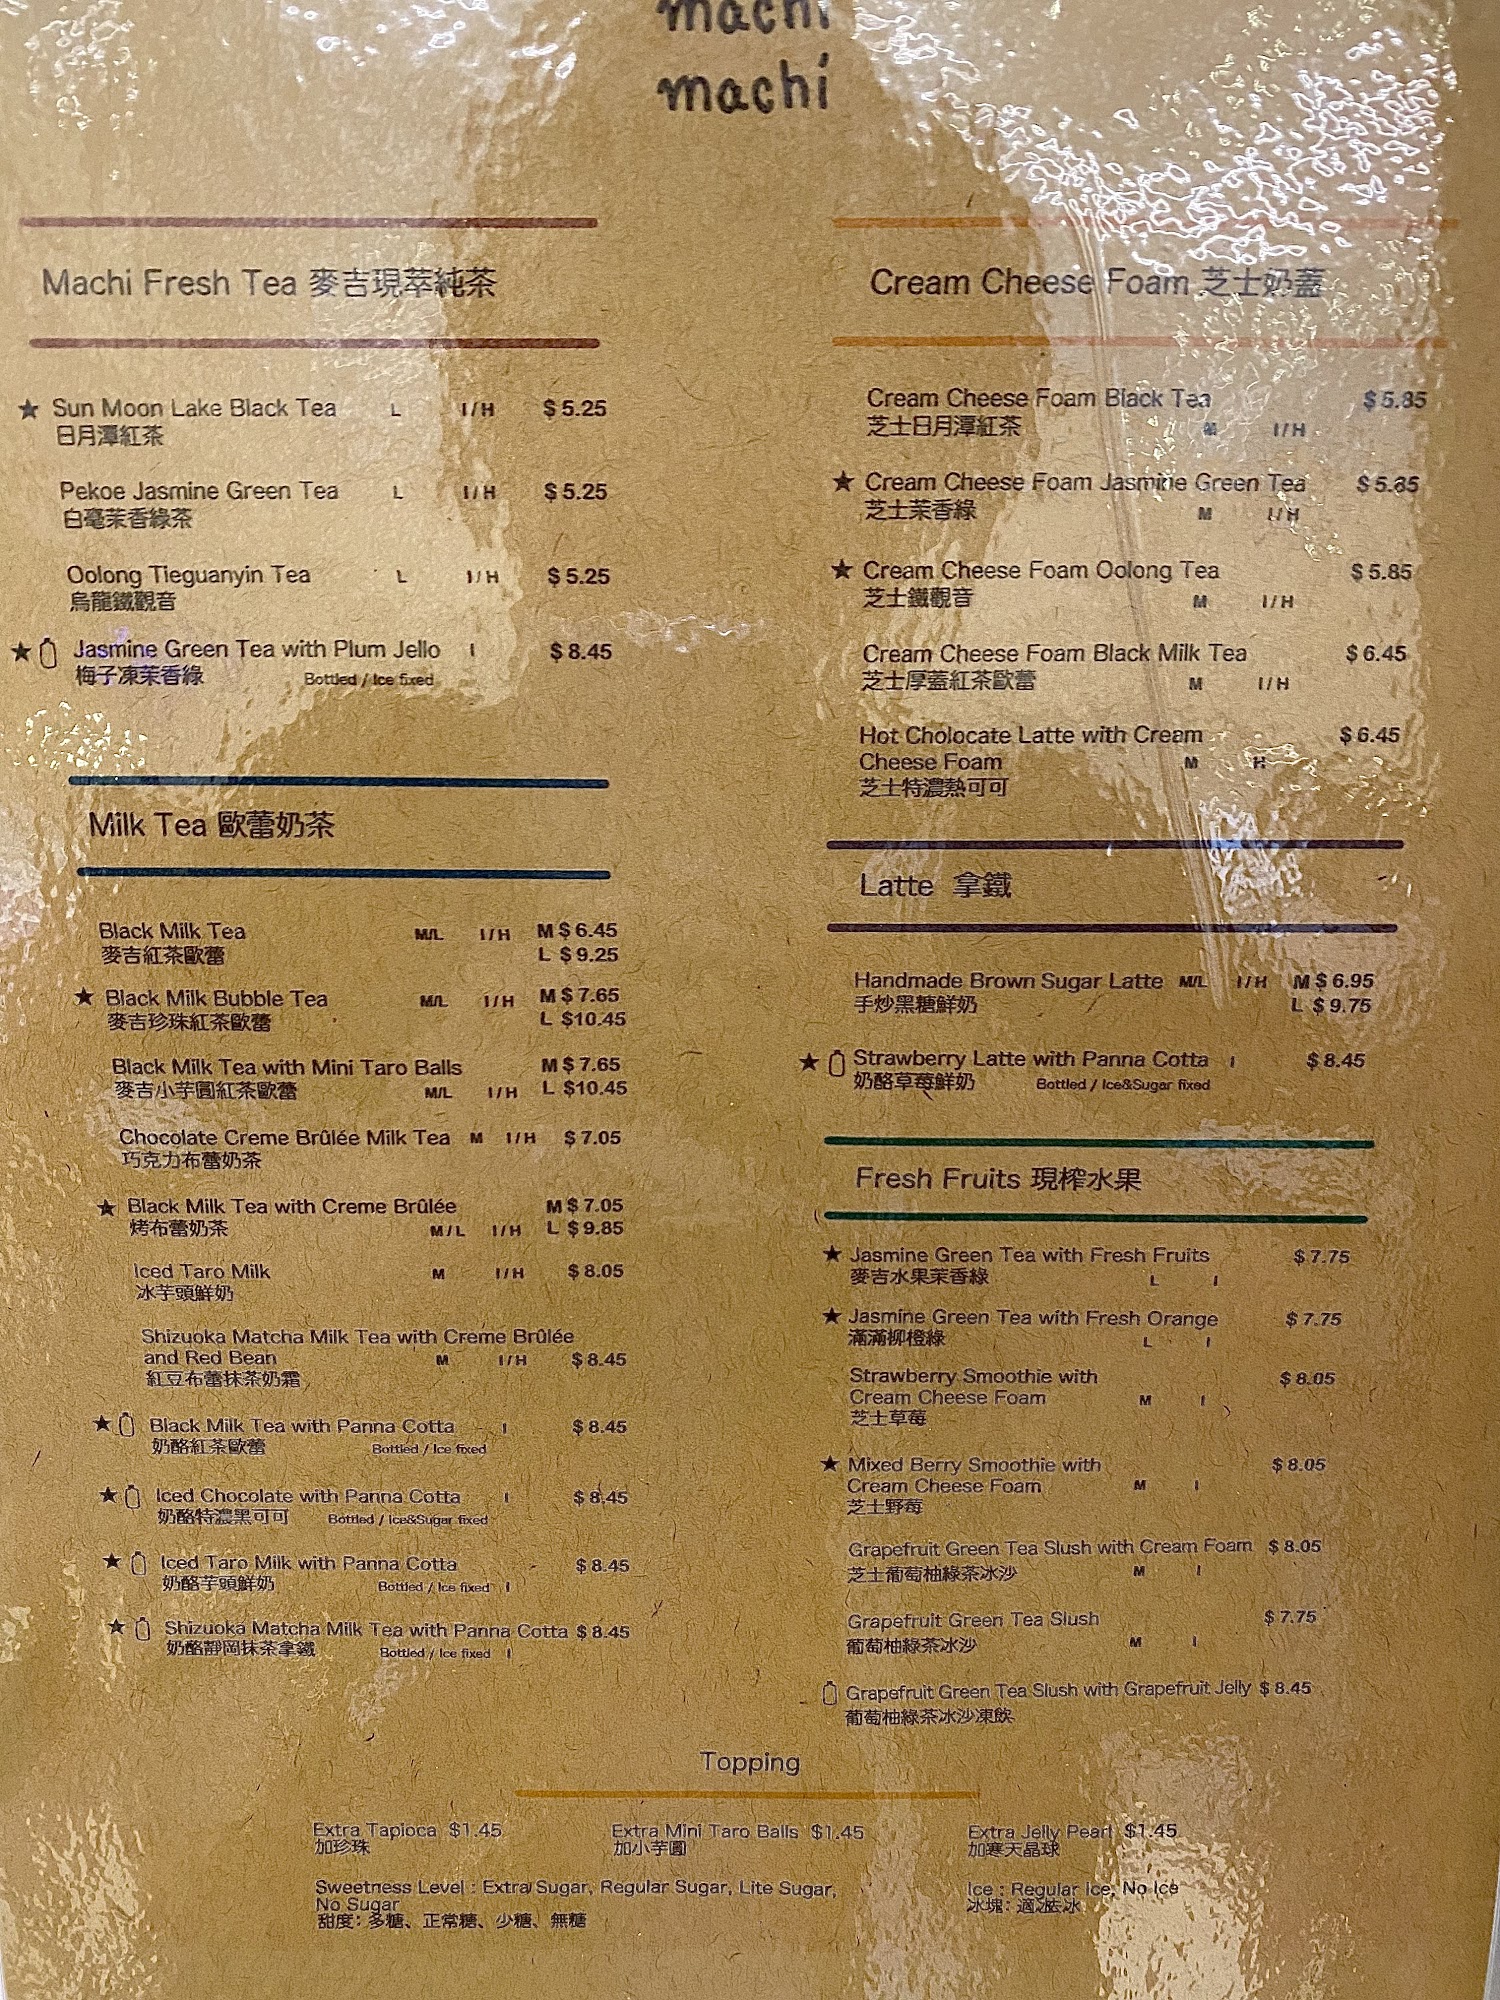 machi
machi
Machi Fresh Tea 麥吉現萃純茶
★ Sun Moon Lake Black Tea L I/H $5.25
日月潭紅茶
Pekoe Jasmine Green Tea L I/H $5.25
白毫茉香綠茶
Oolong Tieguanyin Tea L I/H $5.25
烏龍鐵觀音
★ Jasmine Green Tea with Plum Jello I $8.45
梅子凍茉香綠 Bottled / Ice fixed
Milk Tea 歐蕾奶茶
Black Milk Tea M/L I/H M $6.45
麥吉紅茶歐蕾 L $9.25
★ Black Milk Bubble Tea M/L I/H M $7.65
麥吉珍珠紅茶歐蕾 L $10.45
Black Milk Tea with Mini Taro Balls M $7.65
麥吉小芋圓紅茶歐蕾 M/L I/H L $10.45
Chocolate Creme Brûlée Milk Tea M I/H $7.05
巧克力布蕾奶茶
★ Black Milk Tea with Creme Brûlée M $7.05
烤布蕾奶茶 M/L I/H L $9.85
Iced Taro Milk M I/H $8.05
冰芋頭鮮奶
Shizuoka Matcha Milk Tea with Creme Brûlée
and Red Bean M I/H $8.45
紅豆布蕾抹茶奶霜
★ Black Milk Tea with Panna Cotta I $8.45
奶酪紅茶歐蕾 Bottled / Ice fixed
★ Iced Chocolate with Panna Cotta I $8.45
奶酪特濃黑可可 Bottled / Ice&Sugar fixed
★ Iced Taro Milk with Panna Cotta $8.45
奶酪芋頭鮮奶 Bottled / Ice fixed I
★ Shizuoka Matcha Milk Tea with Panna Cotta $8.45
奶酪靜岡抹茶拿鐵 Bottled / Ice fixed I
Cream Cheese Foam 芝士奶蓋
Cream Cheese Foam Black Tea $5.85
芝士日月潭紅茶 M I/H
★ Cream Cheese Foam Jasmine Green Tea $5.85
芝士茉香綠 M I/H
★ Cream Cheese Foam Oolong Tea $5.85
芝士鐵觀音 M I/H
Cream Cheese Foam Black Milk Tea $6.45
芝士厚蓋紅茶歐蕾 M I/H
Hot Cholocate Latte with Cream $6.45
Cheese Foam M H
芝士特濃熱可可
Latte 拿鐵
Handmade Brown Sugar Latte M/L I/H M $6.95
手炒黑糖鮮奶 L $9.75
★ Strawberry Latte with Panna Cotta I $8.45
奶酪草莓鮮奶 Bottled / Ice&Sugar fixed
Fresh Fruits 現榨水果
★ Jasmine Green Tea with Fresh Fruits $7.75
麥吉水果茉香綠 L I
★ Jasmine Green Tea with Fresh Orange $7.75
滿滿柳橙綠 L I
Strawberry Smoothie with $8.05
Cream Cheese Foam M I
芝士草莓
★ Mixed Berry Smoothie with $8.05
Cream Cheese Foam M I
芝士野莓
Grapefruit Green Tea Slush with Cream Foam $8.05
芝士葡萄柚綠茶冰沙 M I
Grapefruit Green Tea Slush $7.75
葡萄柚綠茶冰沙 M I
Grapefruit Green Tea Slush with Grapefruit Jelly $8.45
葡萄柚綠茶冰沙凍飲
Topping
Extra Tapioca $1.45 Extra Mini Taro Balls $1.45 Extra Jelly Pearl $1.45
加珍珠 加小芋圓 加寒天晶球
Sweetness Level : Extra Sugar, Regular Sugar, Lite Sugar, Ice : Regular Ice, No Ice
No Sugar 冰塊: 適冰去冰
甜度: 多糖、正常糖、少糖、無糖